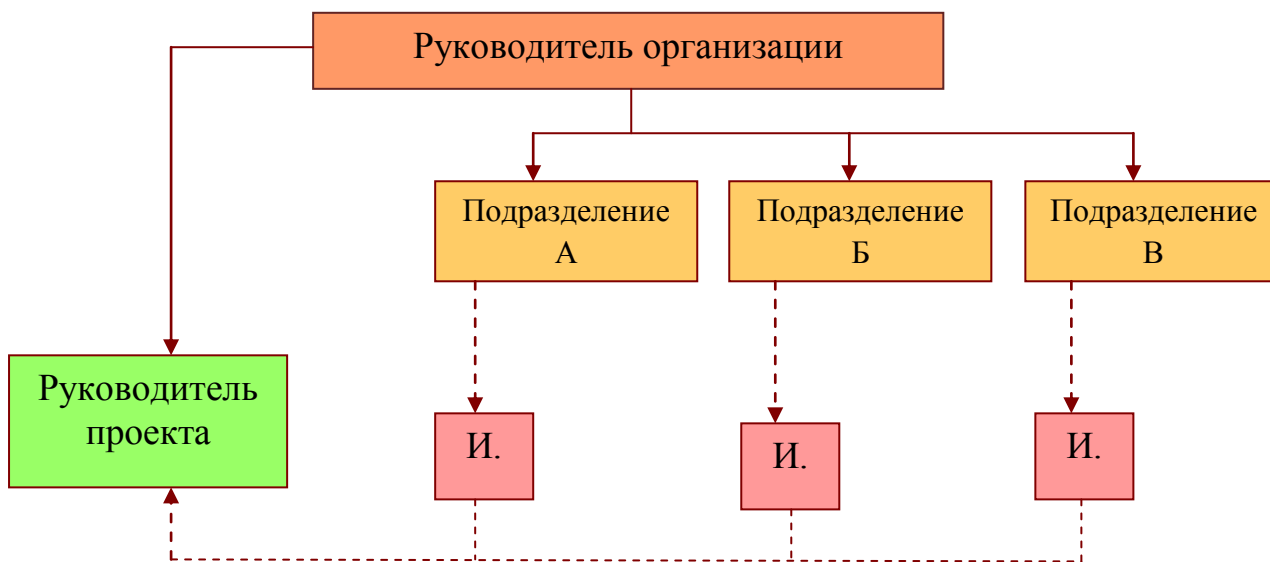 Руководитель организации
Подразделение
А
Подразделение
Б
Подразделение
В
Руководитель
проекта
И.
И.
И.